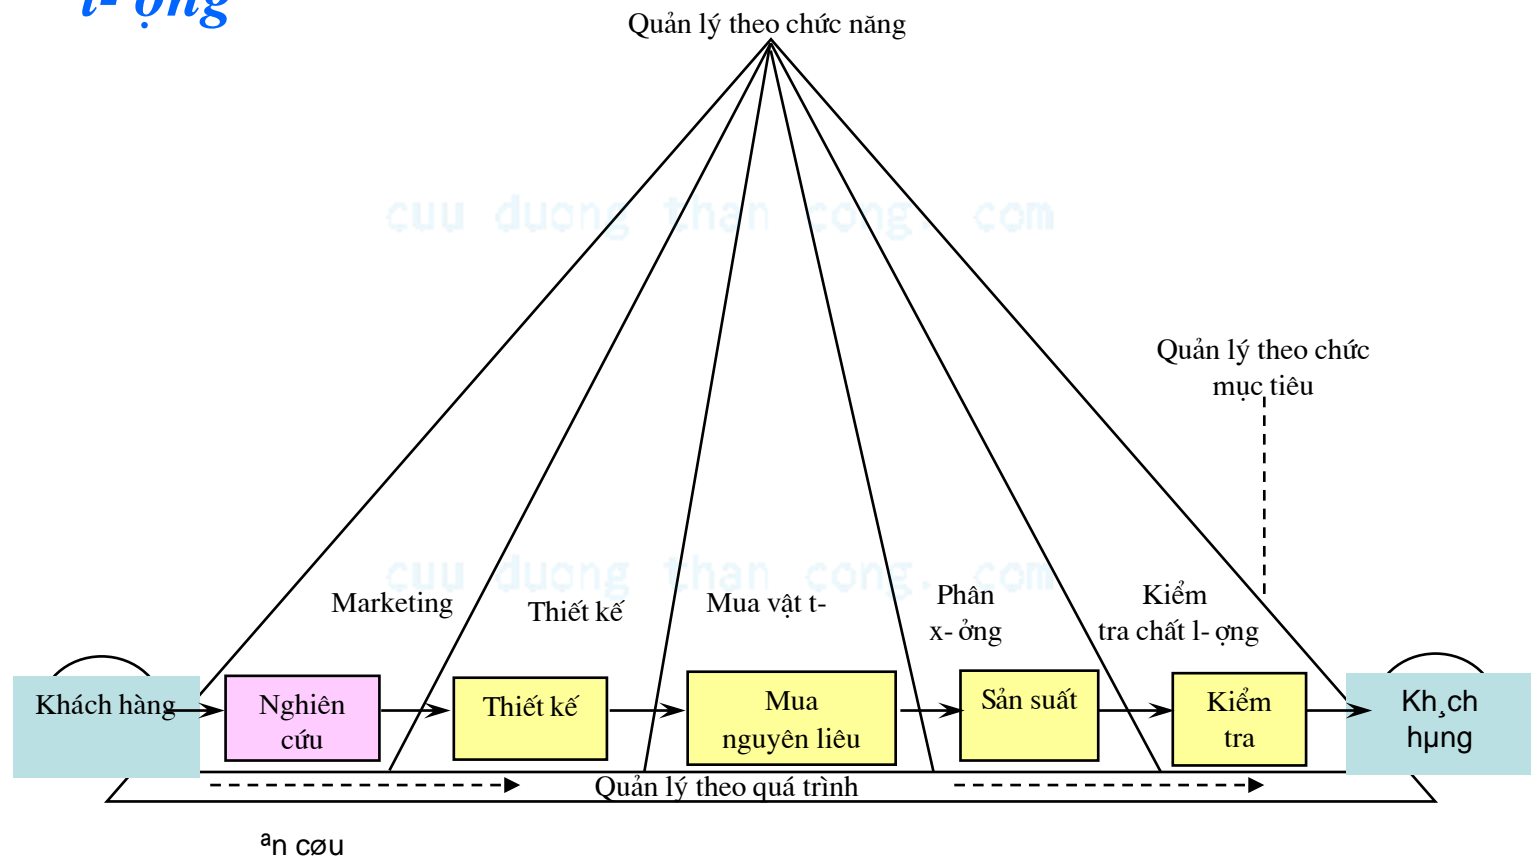 t- ợng
Quản lý theo chức năng
cuu duong than cong. com
Quản lý theo chức
mục tiêu
cuu duong than cong. com
Marketing
Thiết kế
Mua vật t-
Phân
x- ởng
Kiểm
tra chất l- ợng
Khách hàng
Nghiên
cứu
Thiết kế
Mua
nguyên liêu
Sản suất
Kiểm
tra
Kh¸ch
hµng
Quản lý theo quá trình
ªn cøu